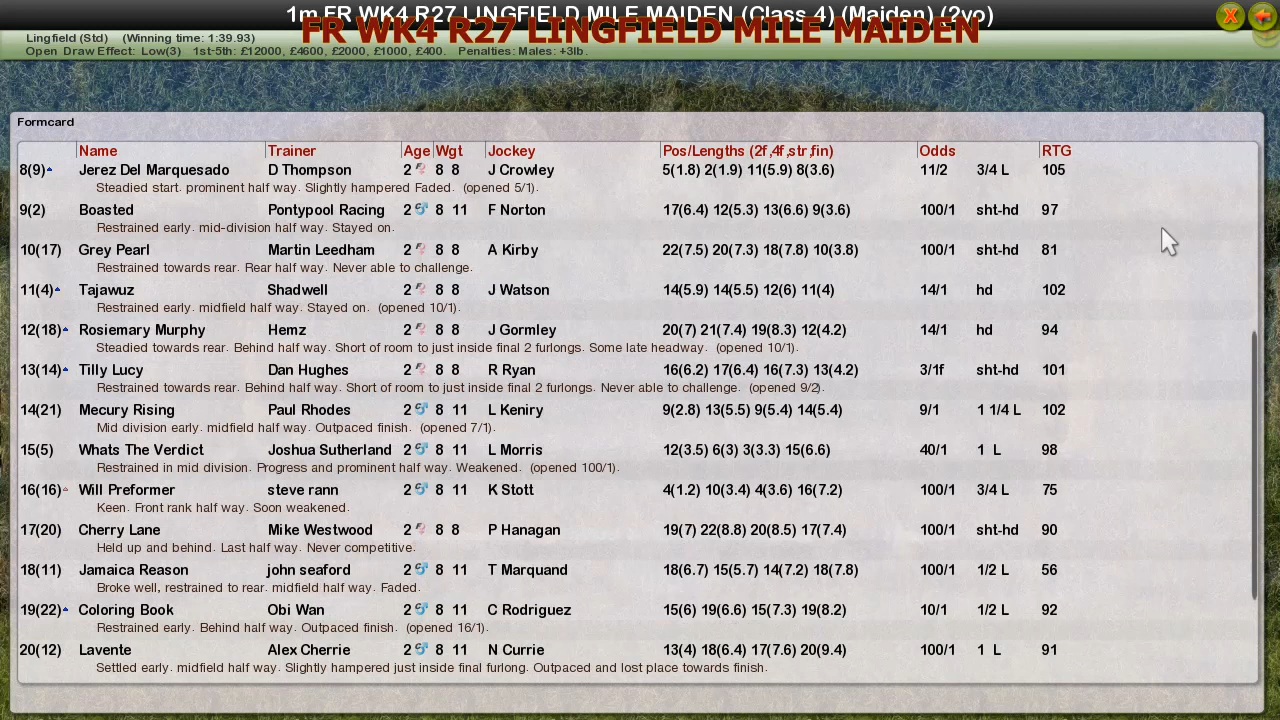 1m FR WK4 R27 LINGFIELD MILE MAIDEN (Class 4) (Maiden) (2yo)
FR WK4 R27 LINGFIELD MILE MAIDEN
Lingfield (Std) (Winning time: 1:39.93)
Open Draw Effect: Low(3) 1st-5th: £12000, £4600, £2000, £1000, £400. Penalties: Males: +3lb.
Formcard
Name Trainer Age Wgt Jockey Pos/Lengths (2f,4f,str,fin) Odds RTG
8(9) Jerez Del Marquesado D Thompson 2 8 8 J Crowley 5(1.8) 2(1.9) 11(5.9) 8(3.6) 11/2 3/4 L 105
Steadied start. prominent half way. Slightly hampered Faded. (opened 5/1).
9(2) Boasted Pontypool Racing 2 8 11 F Norton 17(6.4) 12(5.3) 13(6.6) 9(3.6) 100/1 sht-hd 97
Restrained early. mid-division half way. Stayed on.
10(17) Grey Pearl Martin Leedham 2 8 8 A Kirby 22(7.5) 20(7.3) 18(7.8) 10(3.8) 100/1 sht-hd 81
Restrained towards rear. Rear half way. Never able to challenge.
11(4) Tajawuz Shadwell 2 8 8 J Watson 14(5.9) 14(5.5) 12(6) 11(4) 14/1 hd 102
Restrained early. midfield half way. Stayed on. (opened 10/1).
12(18) Rosiemary Murphy Hemz 2 8 8 J Gormley 20(7) 21(7.4) 19(8.3) 12(4.2) 14/1 hd 94
Steadied towards rear. Behind half way. Short of room to just inside final 2 furlongs. Some late headway. (opened 10/1).
13(14) Tilly Lucy Dan Hughes 2 8 8 R Ryan 16(6.2) 17(6.4) 16(7.3) 13(4.2) 3/1f sht-hd 101
Restrained towards rear. Behind half way. Short of room to just inside final 2 furlongs. Never able to challenge. (opened 9/2).
14(21) Mecury Rising Paul Rhodes 2 8 11 L Keniry 9(2.8) 13(5.5) 9(5.4) 14(5.4) 9/1 1 1/4 L 102
Mid division early. midfield half way. Outpaced finish. (opened 7/1).
15(5) Whats The Verdict Joshua Sutherland 2 8 11 L Morris 12(3.5) 6(3) 3(3.3) 15(6.6) 40/1 1 L 98
Restrained in mid division. Progress and prominent half way. Weakened. (opened 100/1).
16(16) Will Preformer steve rann 2 8 11 K Stott 4(1.2) 10(3.4) 4(3.6) 16(7.2) 100/1 3/4 L 75
Keen. Front rank half way. Soon weakened.
17(20) Cherry Lane Mike Westwood 2 8 8 P Hanagan 19(7) 22(8.8) 20(8.5) 17(7.4) 100/1 sht-hd 90
Held up and behind. Last half way. Never competitive.
18(11) Jamaica Reason john seaford 2 8 11 T Marquand 18(6.7) 15(5.7) 14(7.2) 18(7.8) 100/1 1/2 L 56
Broke well, restrained to rear. midfield half way. Faded.
19(22) Coloring Book Obi Wan 2 8 11 C Rodriguez 15(6) 19(6.6) 15(7.3) 19(8.2) 10/1 1/2 L 92
Restrained early. Behind half way. Outpaced finish. (opened 16/1).
20(12) Lavente Alex Cherrie 2 8 11 N Currie 13(4) 18(6.4) 17(7.6) 20(9.4) 100/1 1 L 91
Settled early. midfield half way. Slightly hampered just inside final furlong. Outpaced and lost place towards finish.